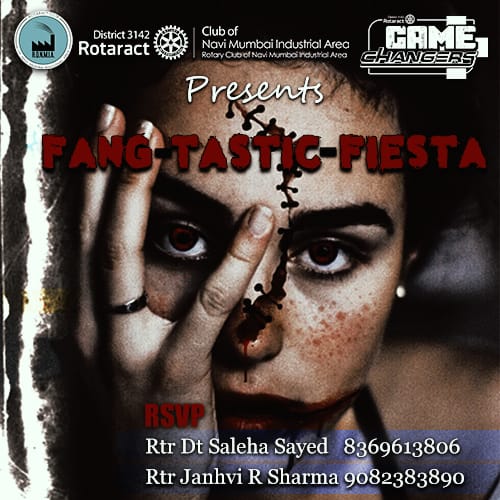 District 3142
Rotaract
Club of
Navi Mumbai Industrial Area
Rotary Club of Navi Mumbai Industrial Area
Rotaract
GAME
CHANGERS
Presents
FANG-TASTIC-FIESTA
RSVP
Rtr Dt Saleha Sayed 8369613806
Rtr Janhvi R Sharma 9082383890